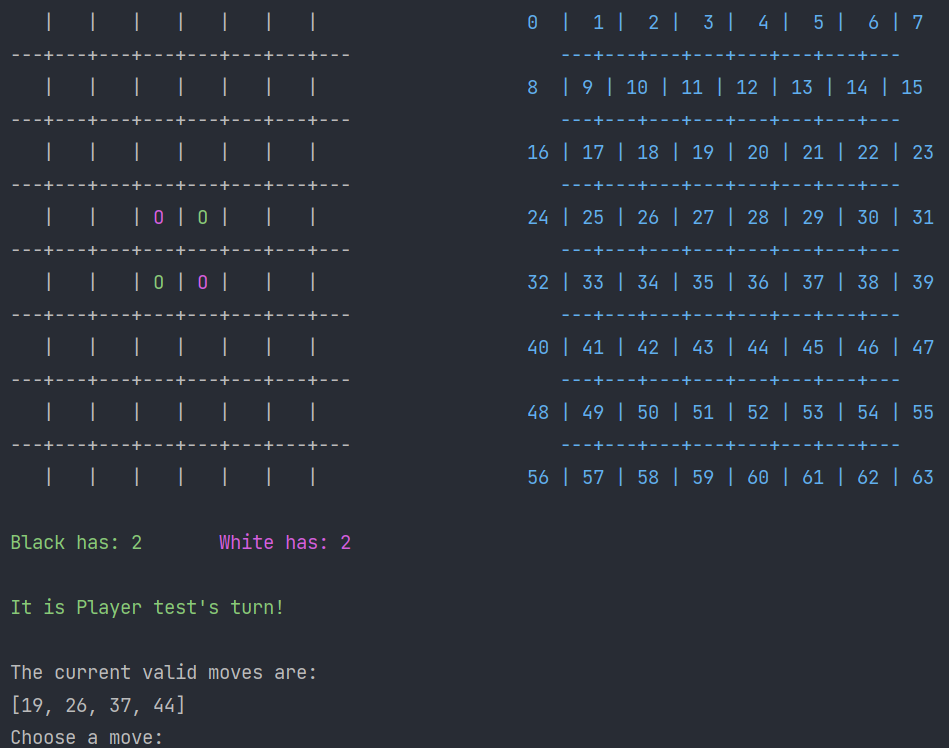 |   |   |   |   |   |   |                   0  |  1 |  2 |  3 |  4 |  5 |  6 | 7
---+---+---+---+---+---+---+---                   ---+---+---+---+---+---+---+---
   |   |   |   |   |   |   |                   8  | 9 | 10 | 11 | 12 | 13 | 14 | 15
---+---+---+---+---+---+---+---                   ---+---+---+---+---+---+---+---
   |   |   |   |   |   |   |                   16 | 17 | 18 | 19 | 20 | 21 | 22 | 23
---+---+---+---+---+---+---+---                   ---+---+---+---+---+---+---+---
   |   |   | O | O |   |   |                   24 | 25 | 26 | 27 | 28 | 29 | 30 | 31
---+---+---+---+---+---+---+---                   ---+---+---+---+---+---+---+---
   |   |   | O | O |   |   |                   32 | 33 | 34 | 35 | 36 | 37 | 38 | 39
---+---+---+---+---+---+---+---                   ---+---+---+---+---+---+---+---
   |   |   |   |   |   |   |                   40 | 41 | 42 | 43 | 44 | 45 | 46 | 47
---+---+---+---+---+---+---+---                   ---+---+---+---+---+---+---+---
   |   |   |   |   |   |   |                   48 | 49 | 50 | 51 | 52 | 53 | 54 | 55
---+---+---+---+---+---+---+---                   ---+---+---+---+---+---+---+---
   |   |   |   |   |   |   |                   56 | 57 | 58 | 59 | 60 | 61 | 62 | 63
Black has: 2       White has: 2
It is Player test's turn!
The current valid moves are:
[19, 26, 37, 44]
Choose a move: